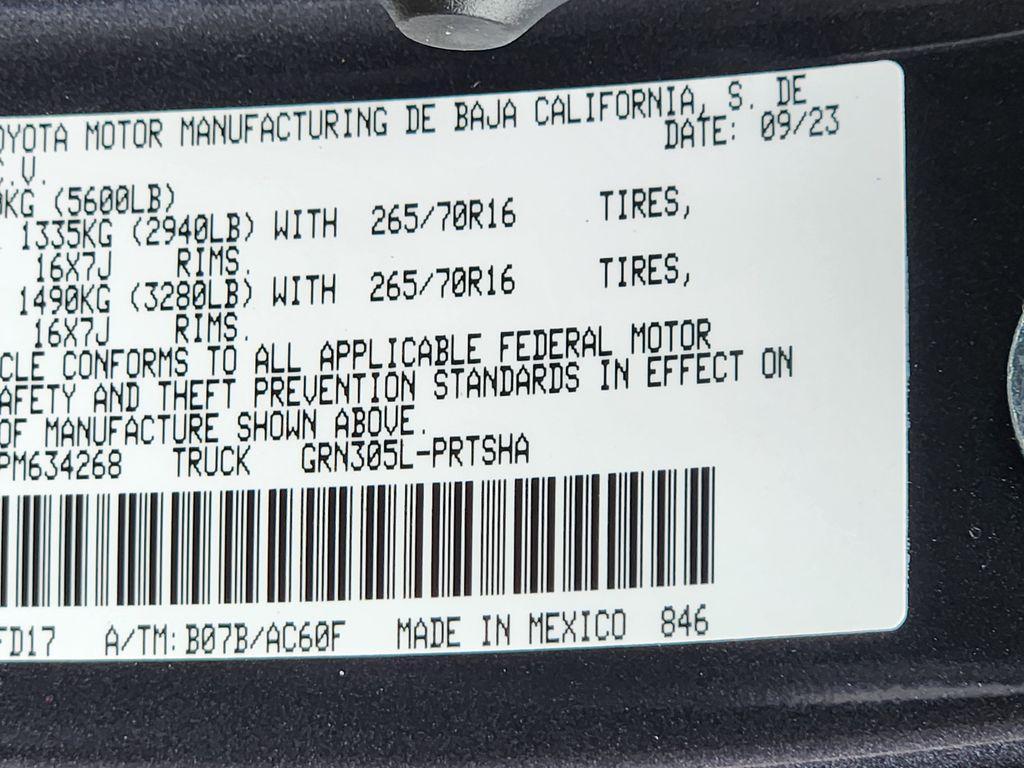 OYOTA MOTOR MANUFACTURING DE BAJA CALIFORNIA, S. DE
.V. DATE: 09/23
0KG (5600LB)
1335KG (2940LB) WITH 265/70R16 TIRES,
16X7J RIMS.
1490KG (3280LB) WITH 265/70R16 TIRES,
16X7J RIMS.
CLE CONFORMS TO ALL APPLICABLE FEDERAL MOTOR
AFETY AND THEFT PREVENTION STANDARDS IN EFFECT ON
OF MANUFACTURE SHOWN ABOVE.
PM634268 TRUCK GRN305L-PRTSHA
FD17 A/TM: B07B/AC60F MADE IN MEXICO 846